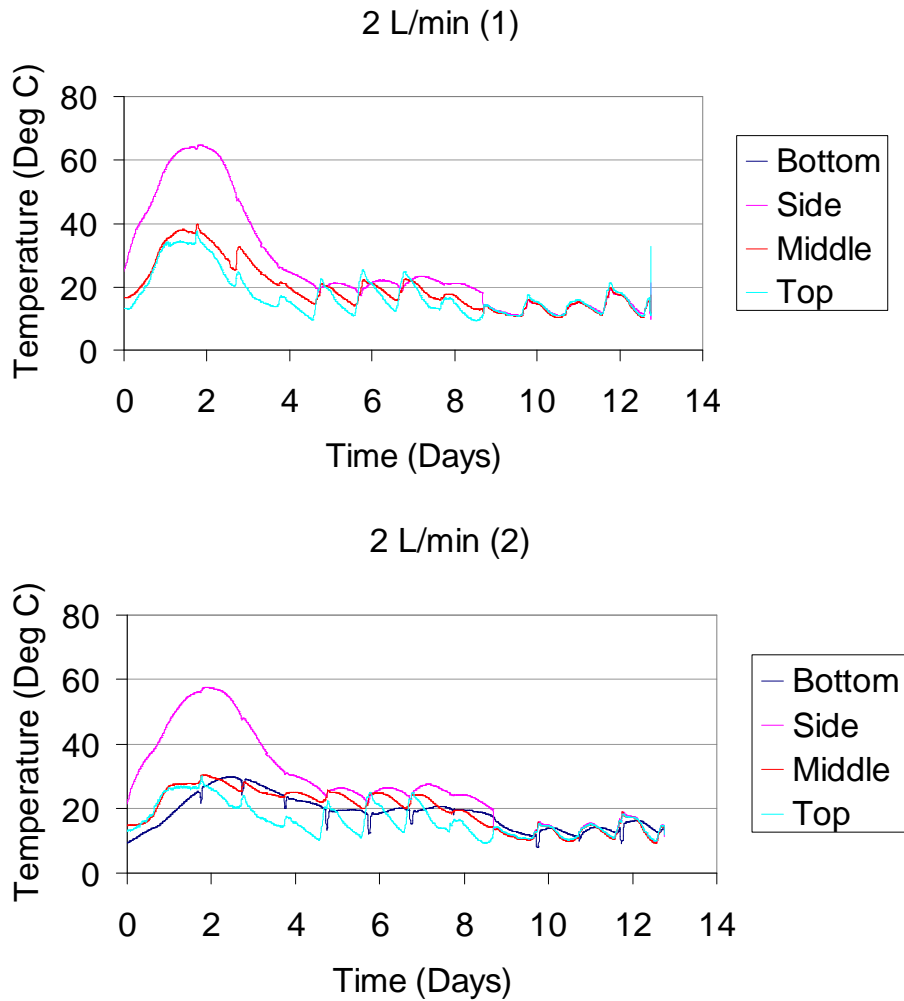 2 L/min (1)
Temperature (Deg C)
80
60
40
20
0
0 2 4 6 8 10 12 14
Time (Days)
Bottom
Side
Middle
Top
2 L/min (2)
Temperature (Deg C)
80
60
40
20
0
0 2 4 6 8 10 12 14
Time (Days)
Bottom
Side
Middle
Top